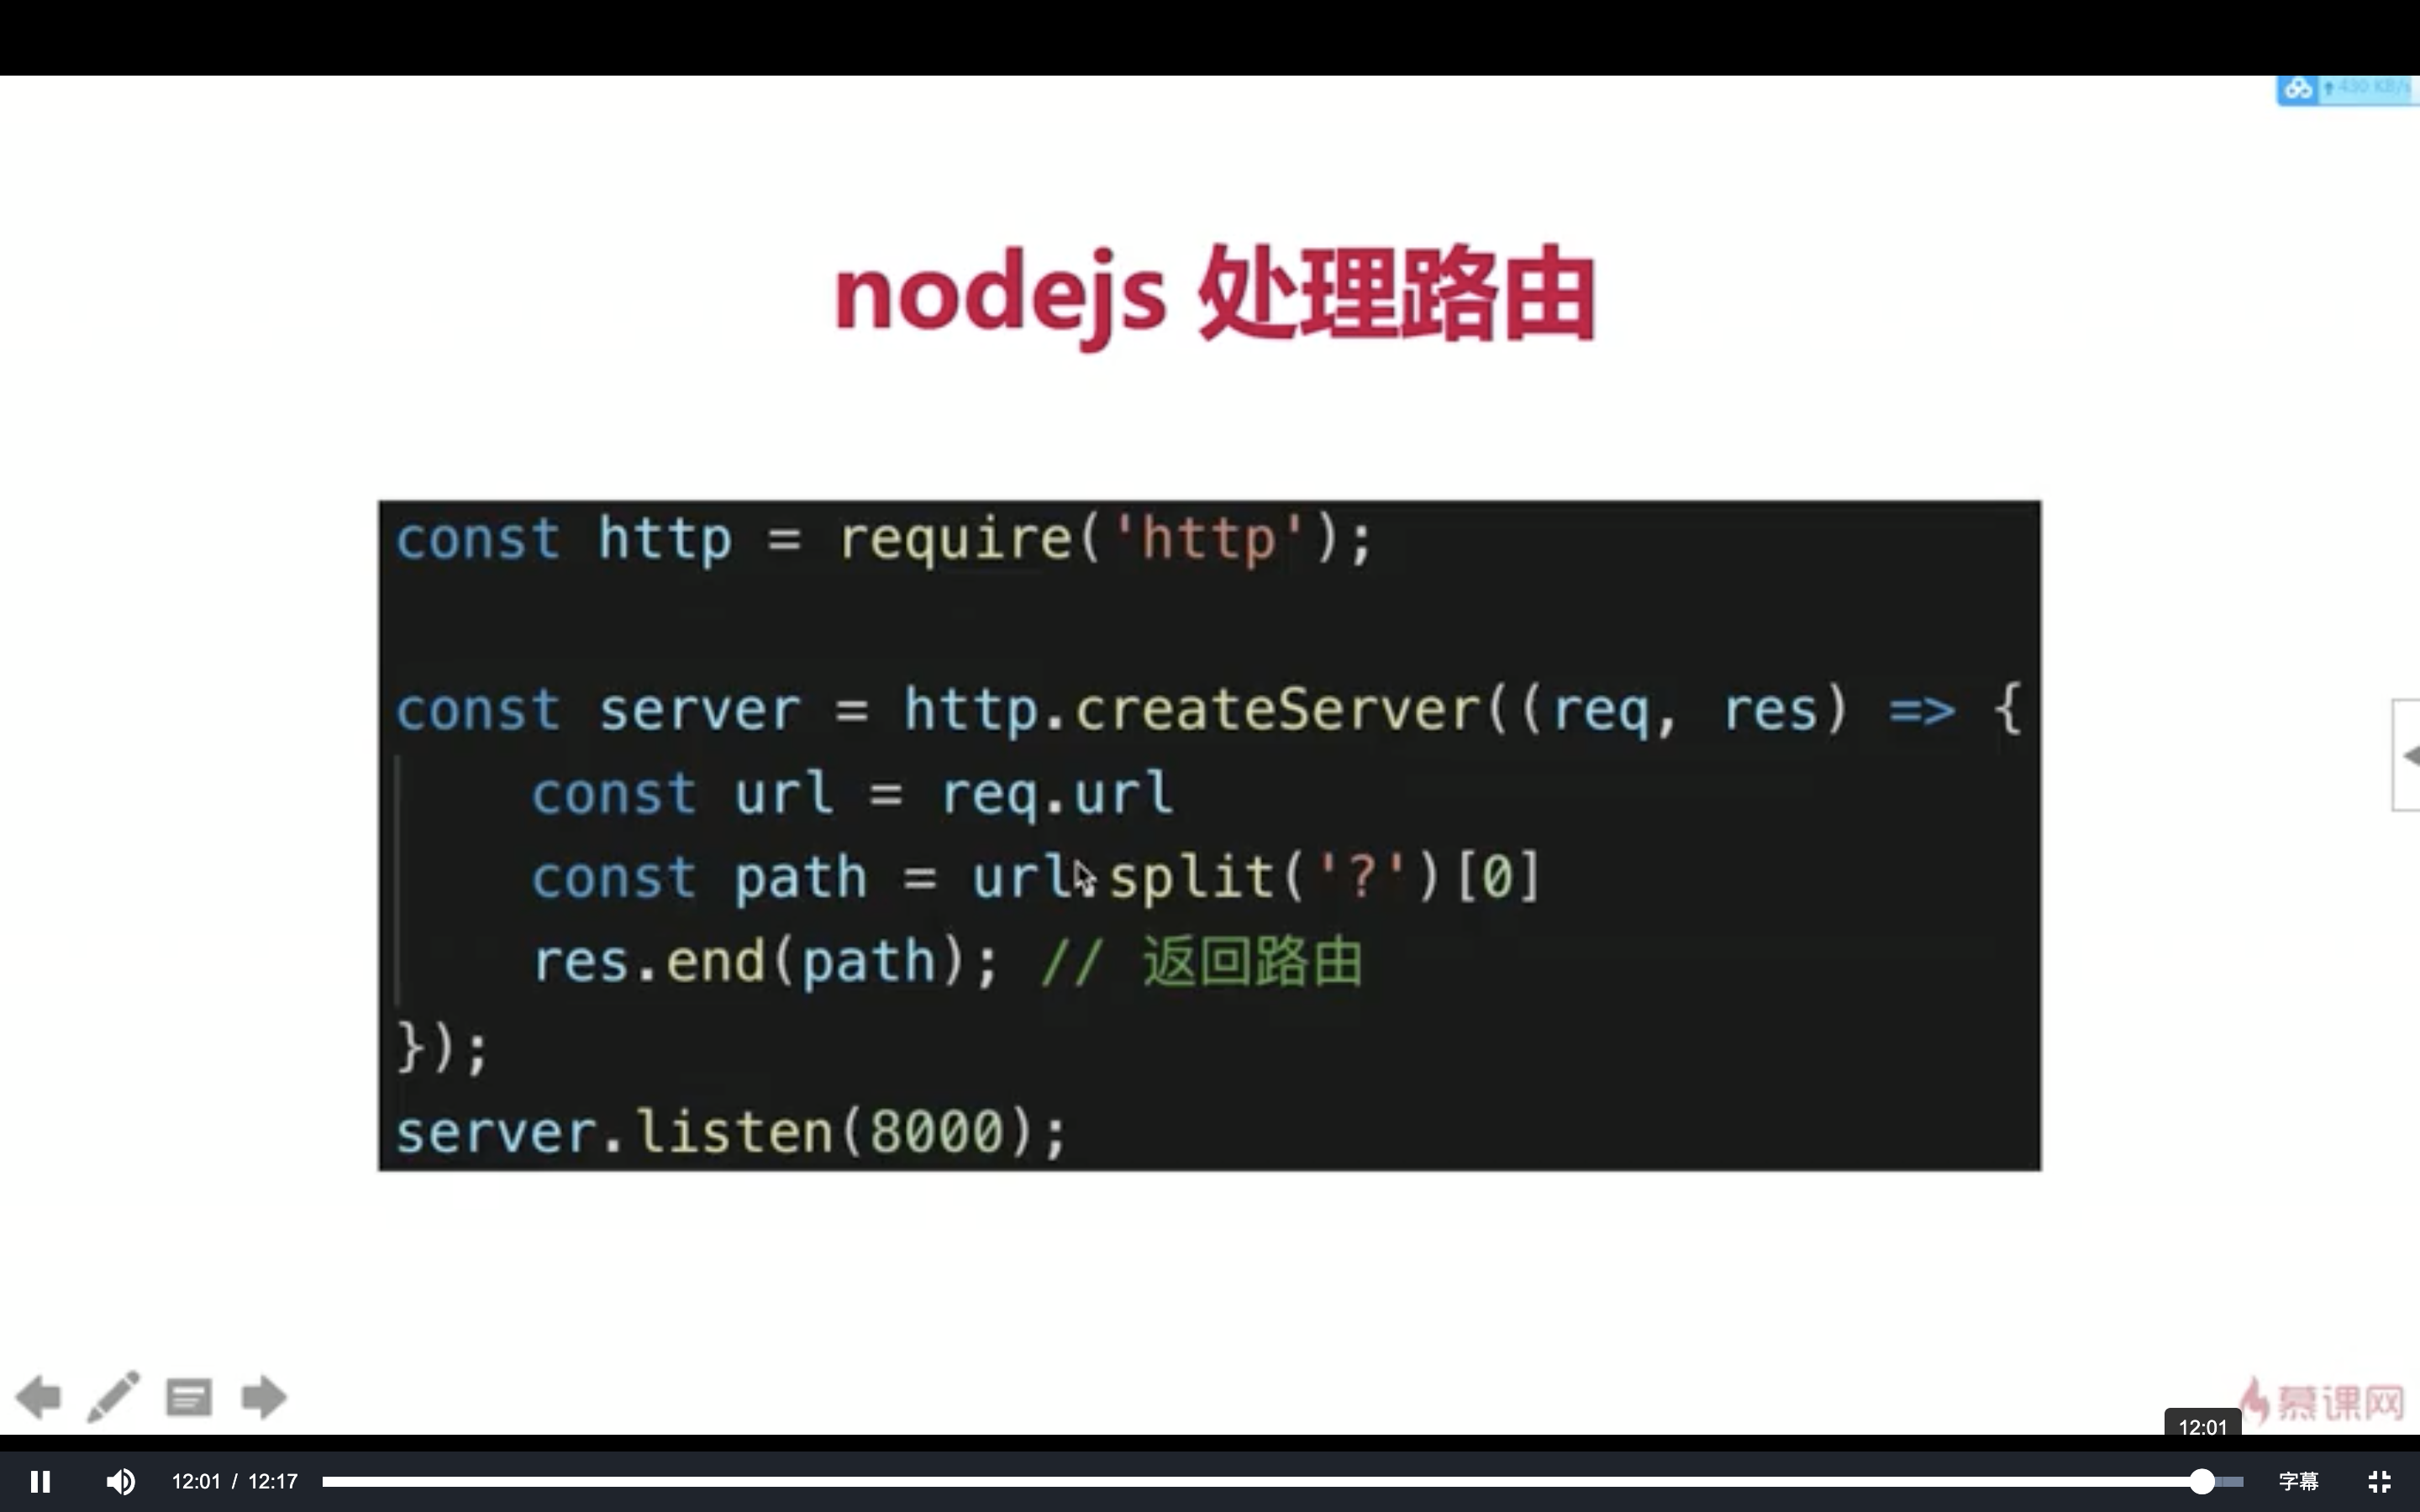 430 KB/s
nodejs 处理路由
const http = require('http');
const server = http.createServer((req, res) => {
const url = req.url
const path = url.split('?')[0]
res.end(path); // 返回路由
});
server.listen(8000);
慕课网
12:01
12:01 / 12:17
字幕